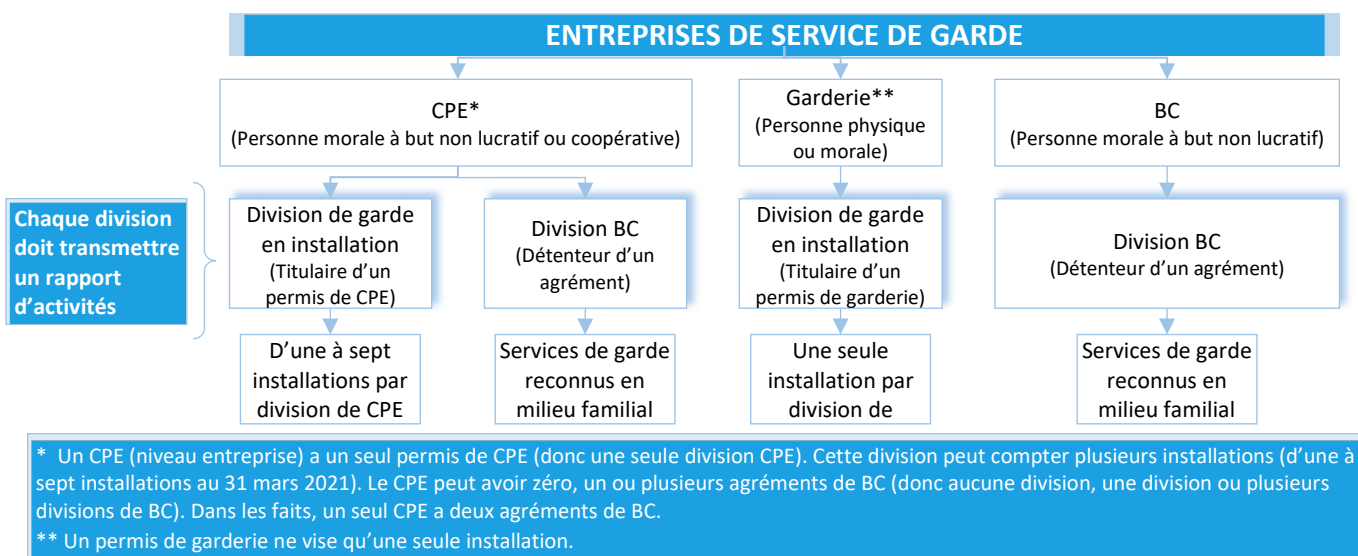 ENTREPRISES DE SERVICE DE GARDE
CPE*
(Personne morale à but non lucratif ou coopérative)
Garderie**
(Personne physique
ou morale)
BC
(Personne morale à but non lucratif)
Chaque division
doit transmettre
un rapport
d’activités
Division de garde
en installation
(Titulaire d’un
permis de CPE)
Division BC
(Détenteur d’un
agrément)
Division de garde
en installation
(Titulaire d’un
permis de garderie)
Division BC
(Détenteur d’un agrément)
D’une à sept
installations par
division de CPE
Services de garde
reconnus en
milieu familial
Une seule
installation par
division de
Services de garde
reconnus en
milieu familial
* Un CPE (niveau entreprise) a un seul permis de CPE (donc une seule division CPE). Cette division peut compter plusieurs installations (d’une à
sept installations au 31 mars 2021). Le CPE peut avoir zéro, un ou plusieurs agréments de BC (donc aucune division, une division ou plusieurs
divisions de BC). Dans les faits, un seul CPE a deux agréments de BC.
** Un permis de garderie ne vise qu’une seule installation.